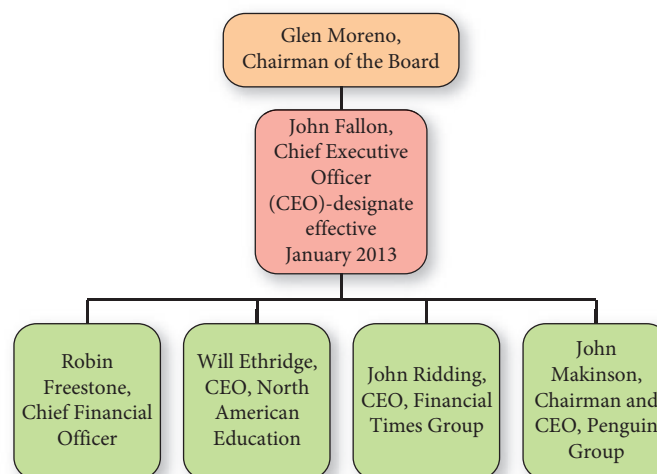 Glen Moreno,
Chairman of the Board
John Fallon,
Chief Executive
Officer
(CEO)-designate
effective
January 2013
Robin
Freestone,
Chief Financial
Officer
Will Ethridge,
CEO, North
American
Education
John Ridding,
CEO, Financial
Times Group
John
Makinson,
Chairman and
CEO, Penguin
Group